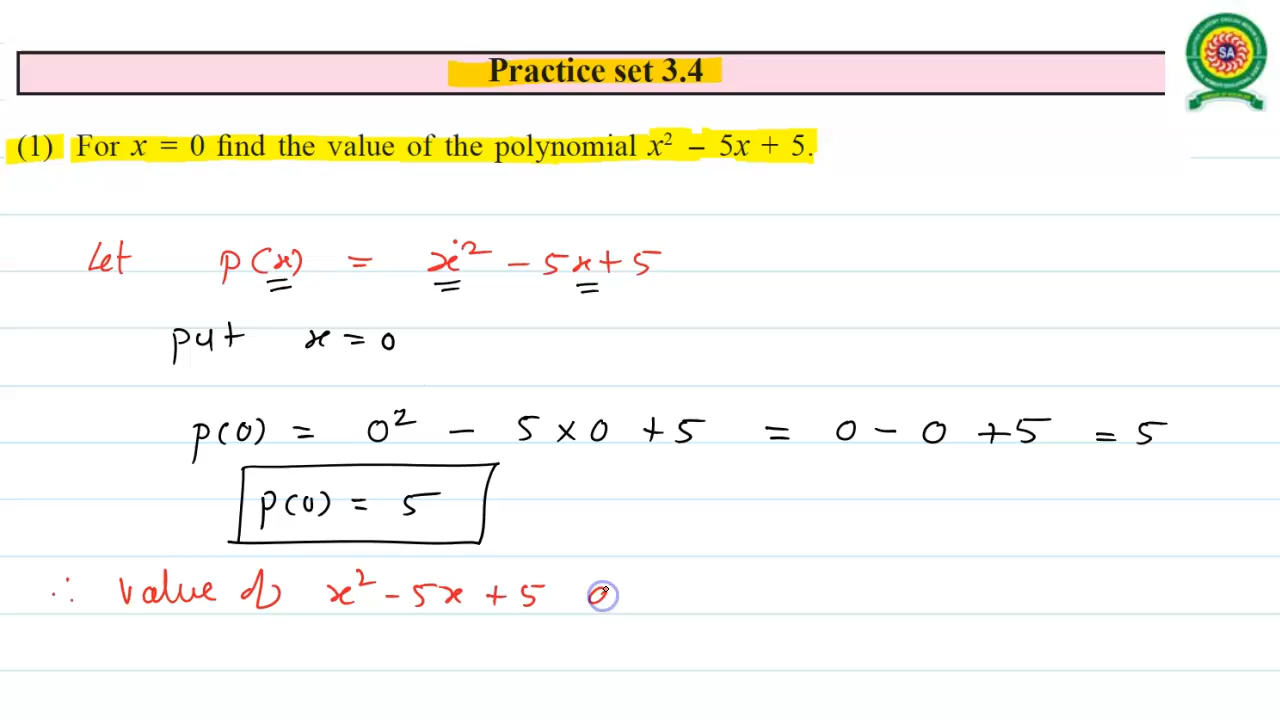 Practice set 3.4
SA
(1) For x = 0 find the value of the polynomial x² – 5x + 5.
Let p(x) = x² - 5x + 5
put x = 0
p(0) = 0² - 5 × 0 + 5 = 0 - 0 + 5 = 5
p(0) = 5
∴ value of x² - 5x + 5